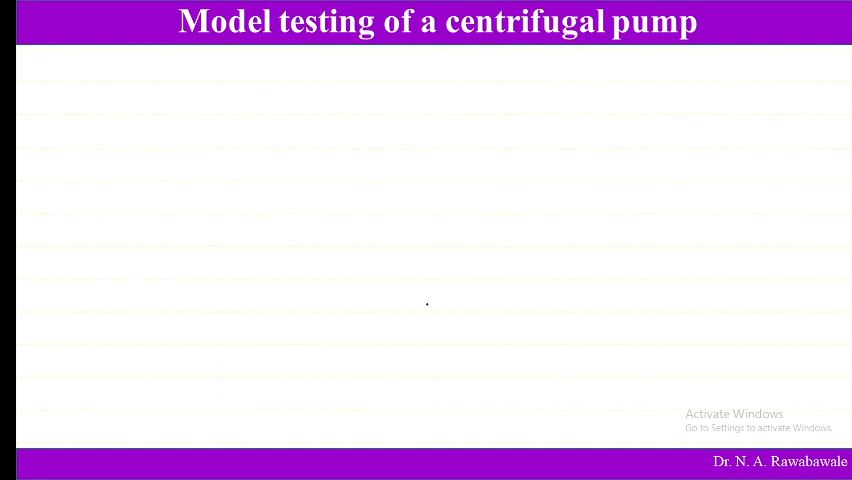 Model testing of a centrifugal pump
Activate Windows
Go to Settings to activate Windows.
Dr. N. A. Rawabawale